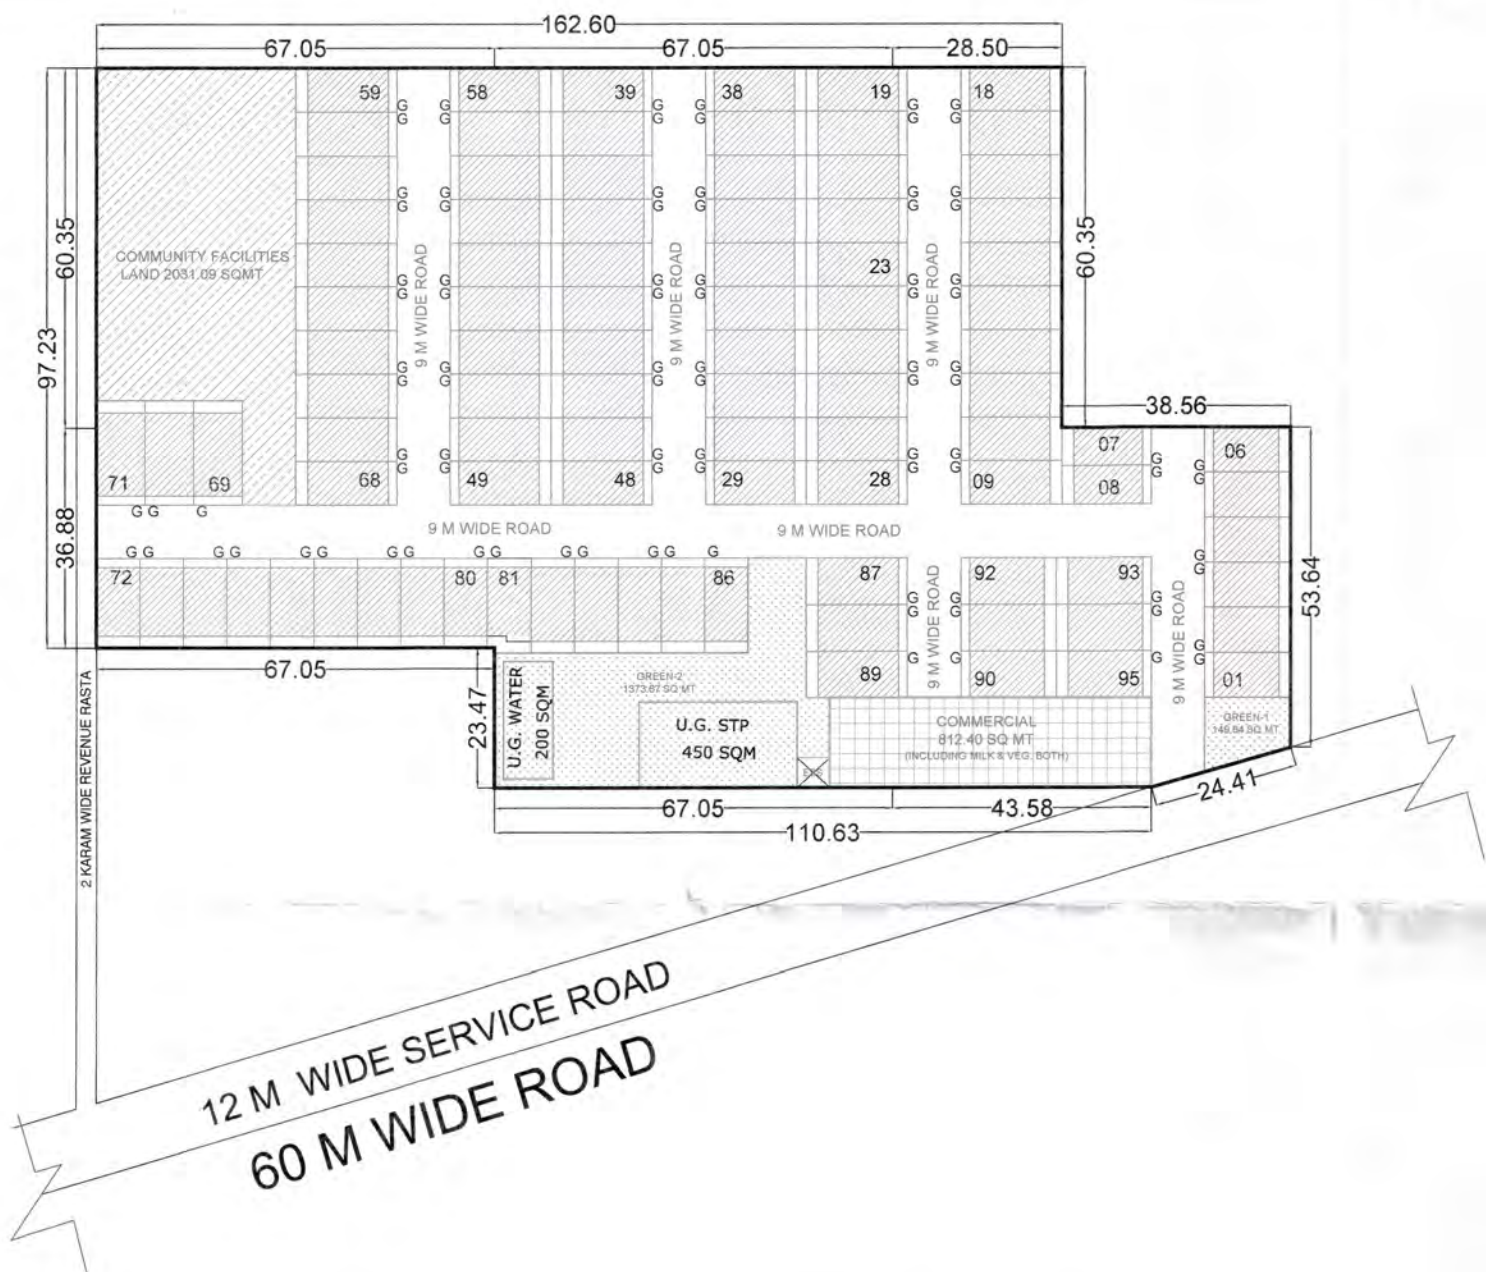 162.60
67.05
67.05
28.50
59
58
39
38
19
18
G G G G G G
G G G G G G
G G G G G G
G G G G G G
60.35
97.23
60.35
COMMUNITY FACILITIES
LAND 2031.09 SQMT
9 M WIDE ROAD
9 M WIDE ROAD
23
9 M WIDE ROAD
G G G G G G
G G G G G G
G G G G G G
G G G G G G
38.56
07
06
08
G G
G G
G G G G G G
G G G G G G
71
69
68
49
48
29
28
09
G G G
36.88
9 M WIDE ROAD
9 M WIDE ROAD
G G G G G G G G G G G G G G G
72
80
81
86
87
92
93
9 M WIDE ROAD
9 M WIDE ROAD
G G G G
G G G G
53.64
89
90
95
01
G G G G
G
67.05
2 KARAM WIDE REVENUE RASTA
23.47
U.G. WATER
200 SQM
GREEN-2
1373.67 SQ MT
U.G. STP
450 SQM
COMMERCIAL
812.40 SQ MT
(INCLUDING MILK & VEG. BOTH)
GREEN-1
24.41
67.05
43.58
110.63
12 M WIDE SERVICE ROAD
60 M WIDE ROAD